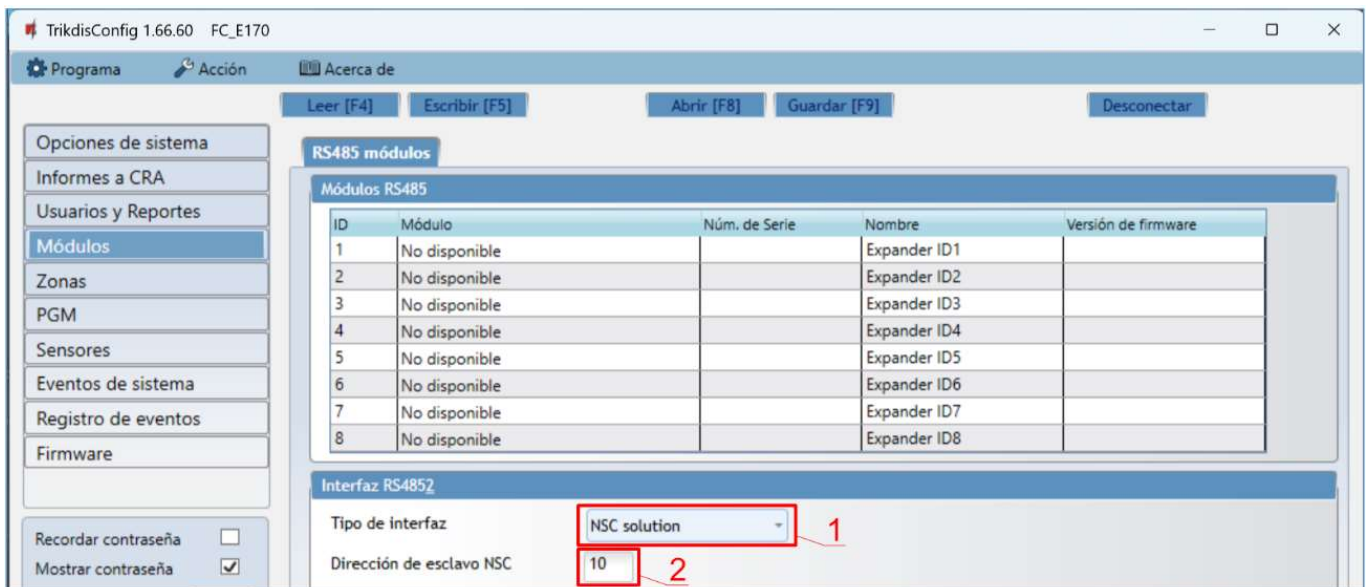 TrikdisConfig 1.66.60 FC_E170
Programa Acción Acerca de
Leer [F4] Escribir [F5] Abrir [F8] Guardar [F9] Desconectar
Opciones de sistema
Informes a CRA
Usuarios y Reportes
Módulos
Zonas
PGM
Sensores
Eventos de sistema
Registro de eventos
Firmware
Recordar contraseña
Mostrar contraseña
RS485 módulos
Módulos RS485
ID Módulo Núm. de Serie Nombre Versión de firmware
1 No disponible Expander ID1
2 No disponible Expander ID2
3 No disponible Expander ID3
4 No disponible Expander ID4
5 No disponible Expander ID5
6 No disponible Expander ID6
7 No disponible Expander ID7
8 No disponible Expander ID8
Interfaz RS4852
Tipo de interfaz NSC solution 1
Dirección de esclavo NSC 10 2